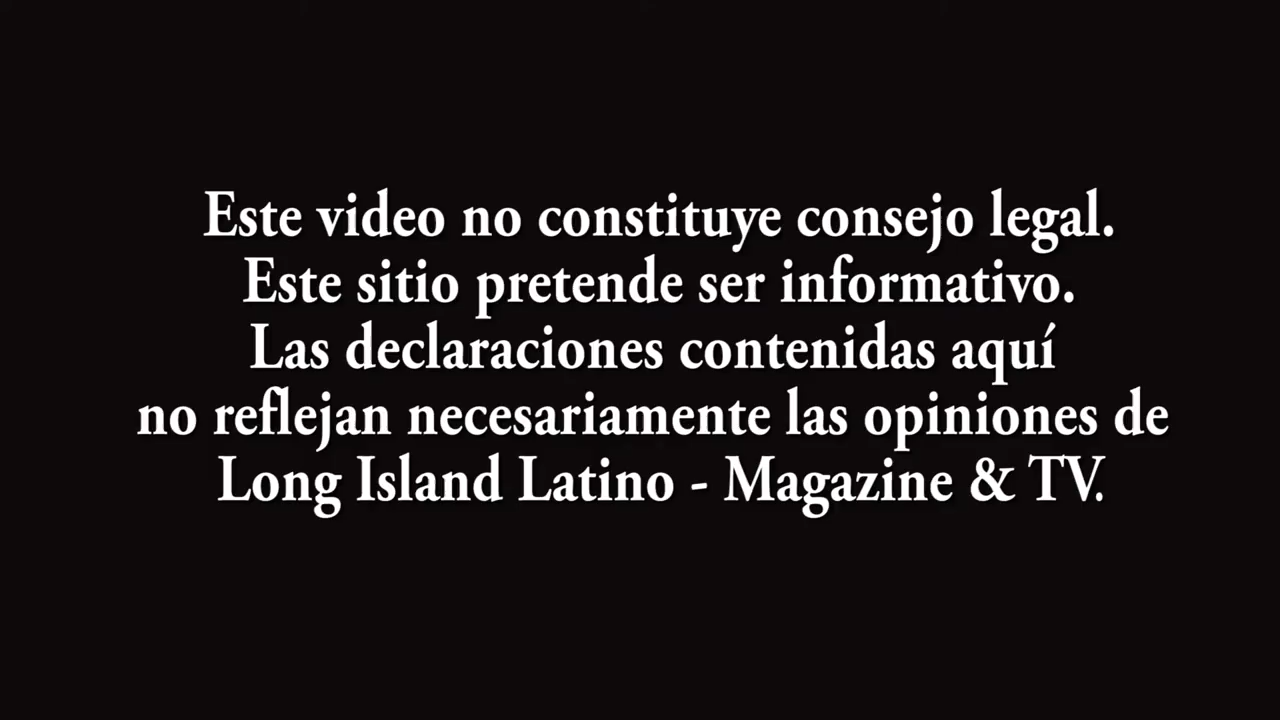 Este video no constituye consejo legal.
Este sitio pretende ser informativo.
Las declaraciones contenidas aquí
no reflejan necesariamente las opiniones de
Long Island Latino - Magazine & TV.